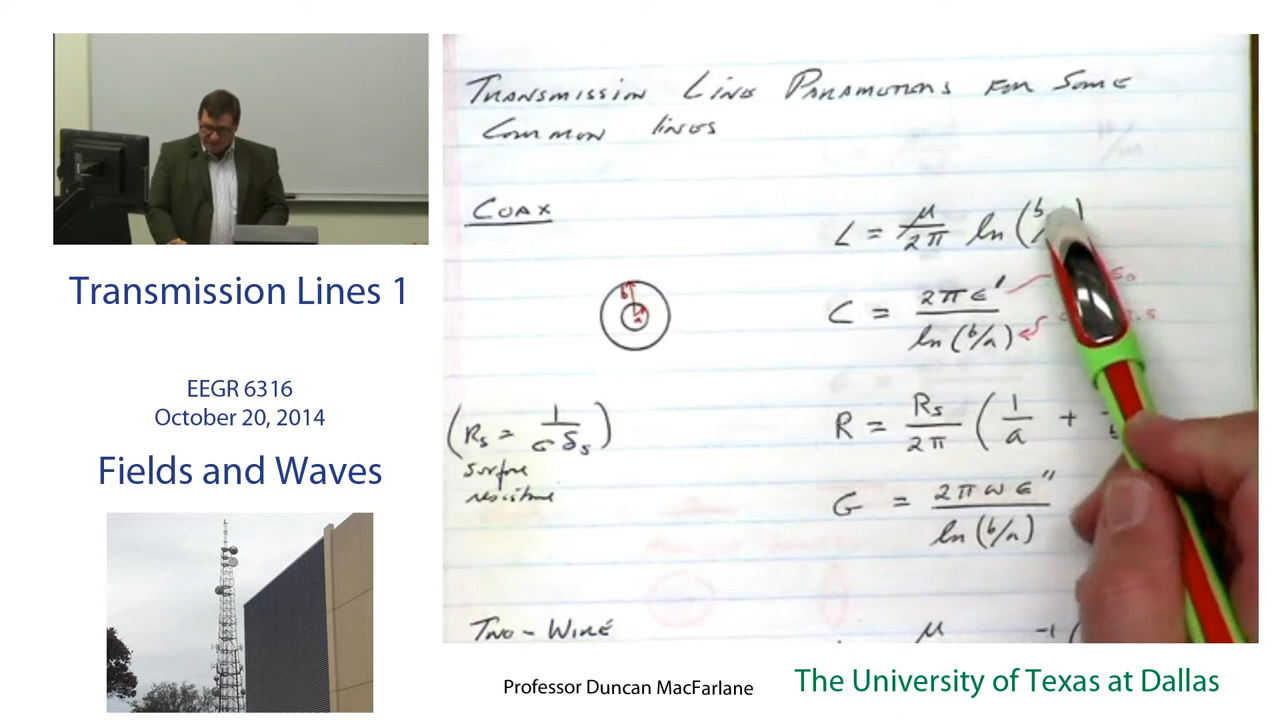 Transmission Lines 1
EEGR 6316
October 20, 2014
Fields and Waves
TRANSMISSION LINE PARAMETERS FOR SOME
COMMON LINES
COAX
L = μ/2π ln (b
b
a
C = 2πϵ′/ln (b/a)
(Rs = 1/σδs)
surface
resistance
R = Rs/2π (1/a +
G = 2πωϵ″/ln (b/a)
TWO-WIRE
μ
-1 (
Professor Duncan MacFarlane
The University of Texas at Dallas